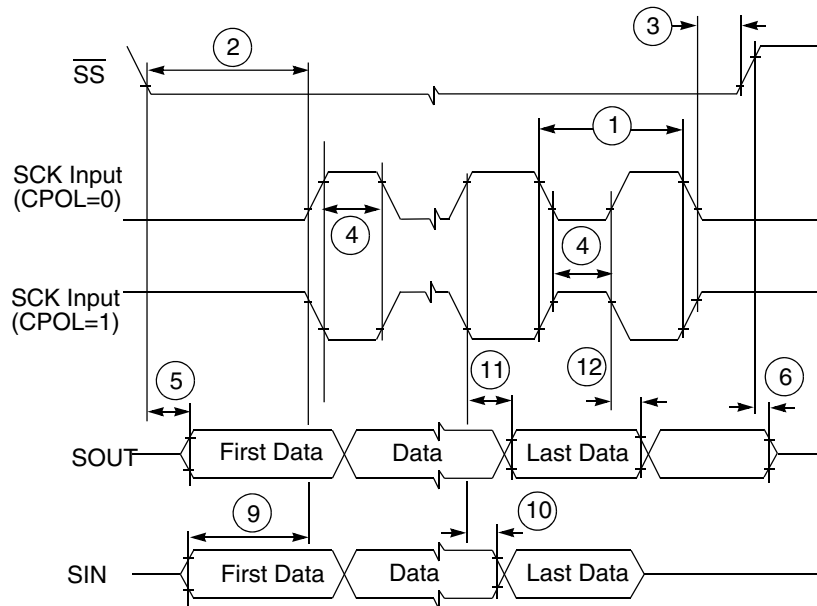 3
2
SS
1
SCK Input
(CPOL=0)
4
4
SCK Input
(CPOL=1)
5
11
12
6
SOUT
First Data
Data
Last Data
9
10
SIN
First Data
Data
Last Data